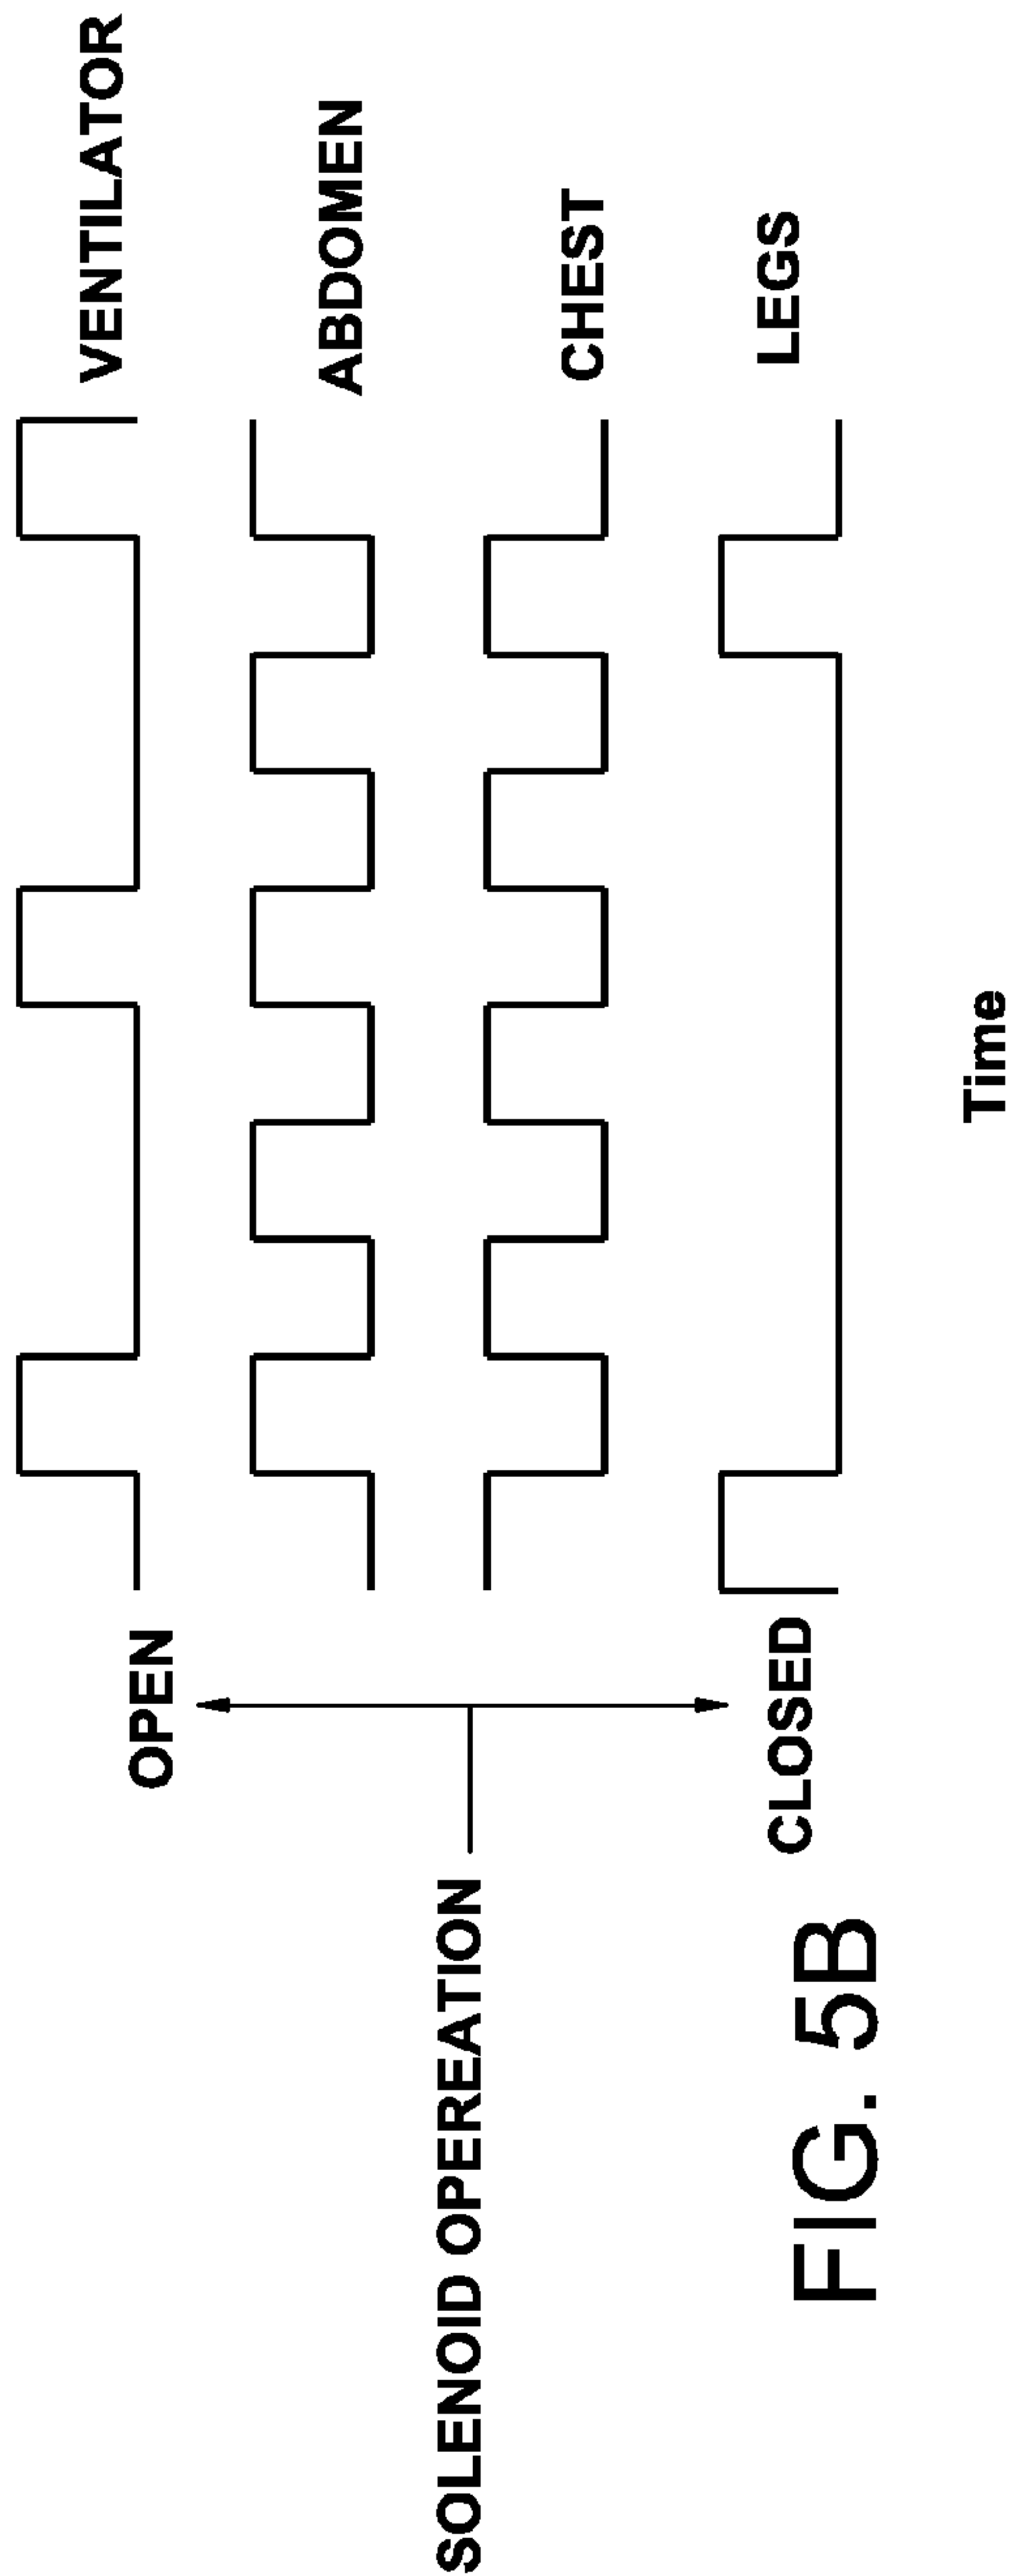 VENTILATOR
OPEN
ABDOMEN
SOLENOID OPEREATION
CHEST
CLOSED
LEGS
Time
FIG. 5B